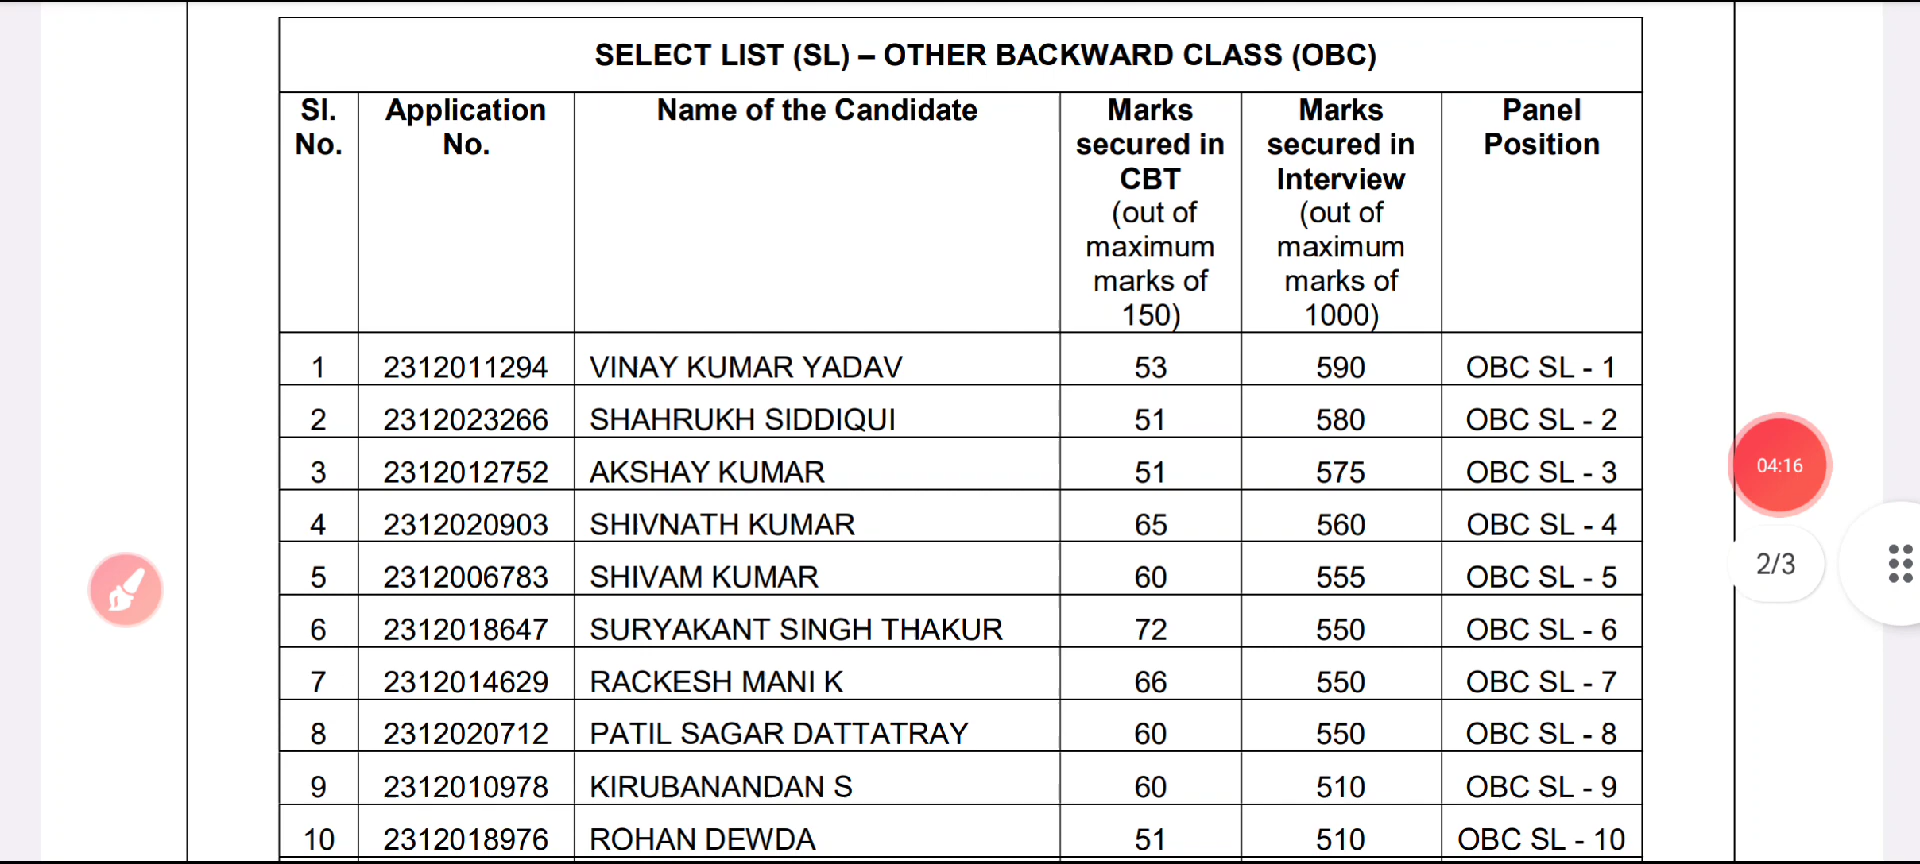 SELECT LIST (SL) – OTHER BACKWARD CLASS (OBC)
Sl. No. Application No. Name of the Candidate Marks secured in CBT (out of maximum marks of 150) Marks secured in Interview (out of maximum marks of 1000) Panel Position
1 2312011294 VINAY KUMAR YADAV 53 590 OBC SL - 1
2 2312023266 SHAHRUKH SIDDIQUI 51 580 OBC SL - 2
3 2312012752 AKSHAY KUMAR 51 575 OBC SL - 3
4 2312020903 SHIVNATH KUMAR 65 560 OBC SL - 4
5 2312006783 SHIVAM KUMAR 60 555 OBC SL - 5
6 2312018647 SURYAKANT SINGH THAKUR 72 550 OBC SL - 6
7 2312014629 RACKESH MANI K 66 550 OBC SL - 7
8 2312020712 PATIL SAGAR DATTATRAY 60 550 OBC SL - 8
9 2312010978 KIRUBANANDAN S 60 510 OBC SL - 9
10 2312018976 ROHAN DEWDA 51 510 OBC SL - 10
04:16
2/3